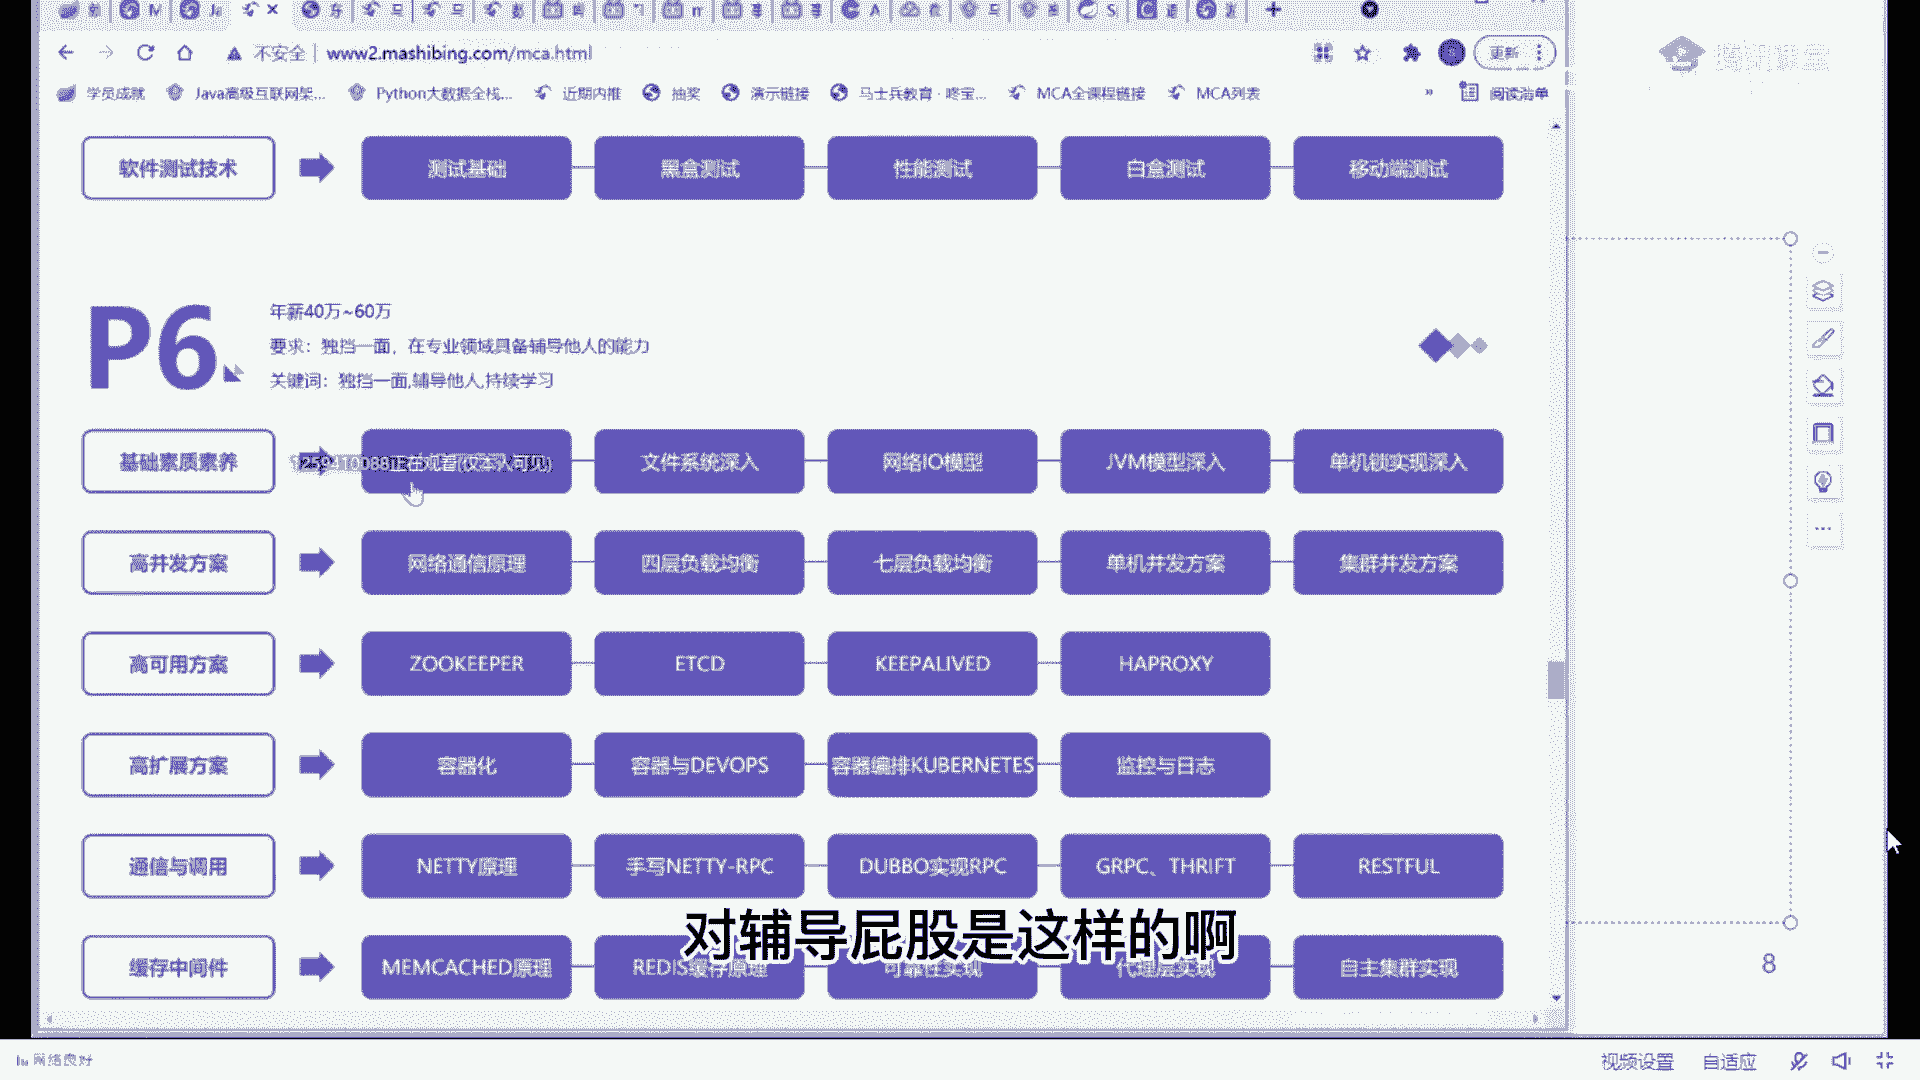 不安全 | www2.mashibing.com/mca.html
更新
学员成就 Java高级互联网架... Python大数据全栈... 近期内推 抽奖 演示链接 马士兵教育 - 咚宝... MCA全课程链接 MCA列表 » 阅读清单
腾讯课堂
软件测试技术 测试基础 黑盒测试 性能测试 白盒测试 移动端测试
P6
年薪40万~60万
要求：独挡一面，在专业领域具备辅导他人的能力
关键词：独挡一面,辅导他人,持续学习
基础素质素养 正在观看(仅本人可见) 文件系统深入 网络IO模型 JVM模型深入 单机锁实现深入
高并发方案 网络通信原理 四层负载均衡 七层负载均衡 单机并发方案 集群并发方案
高可用方案 ZOOKEEPER ETCD KEEPALIVED HAPROXY
高扩展方案 容器化 容器与DEVOPS 容器编排KUBERNETES 监控与日志
通信与调用 NETTY原理 手写NETTY-RPC DUBBO实现RPC GRPC、THRIFT RESTFUL
对辅导屁股是这样的啊
缓存中间件 MEMCACHED原理 REDIS缓存原理 可靠性实现 代理层实现 自主集群实现
8
网络良好 视频设置 自适应